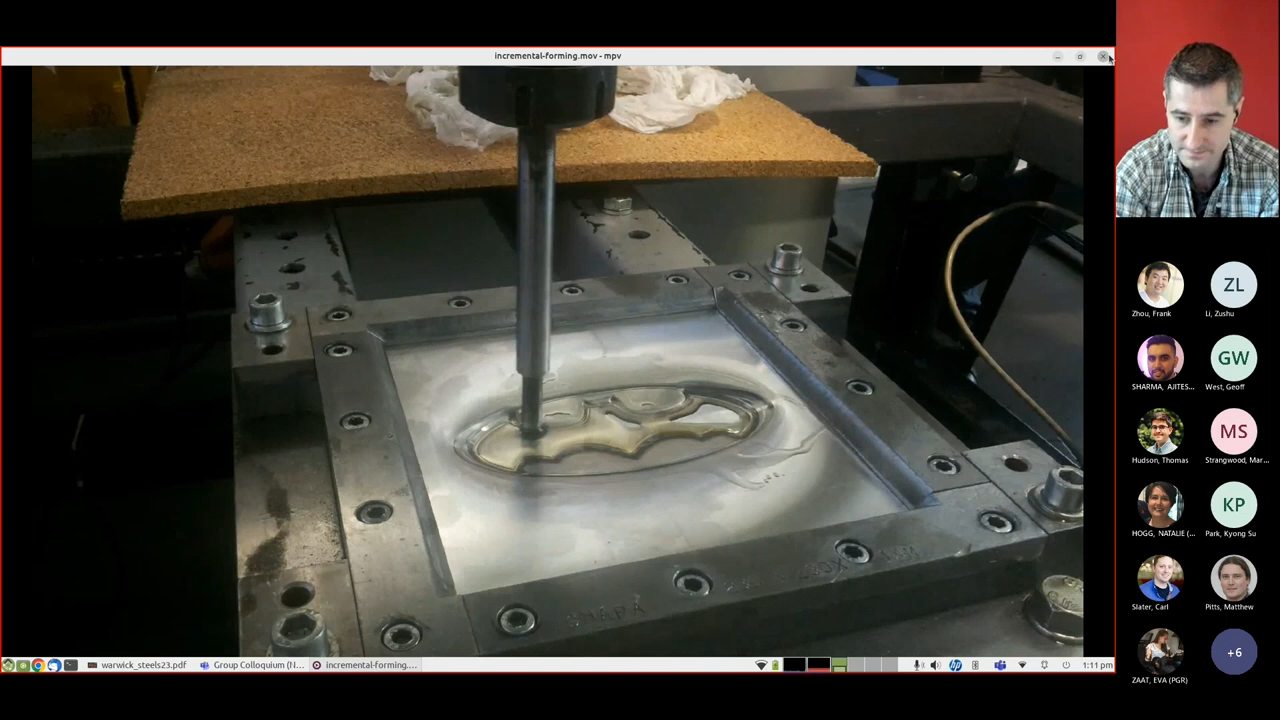 incremental-forming.mov - mpv
Zhou, Frank
ZL
Li, Zushu
SHARMA, AJITES...
GW
West, Geoff
Hudson, Thomas
MS
Strangwood, Mar...
HOGG, NATALIE (...
KP
Park, Kyong Su
Slater, Carl
Pitts, Matthew
ZAAT, EVA (PGR)
+6
warwick_steels23.pdf
Group Colloquium (N...
incremental-forming....
hp
1:11 pm